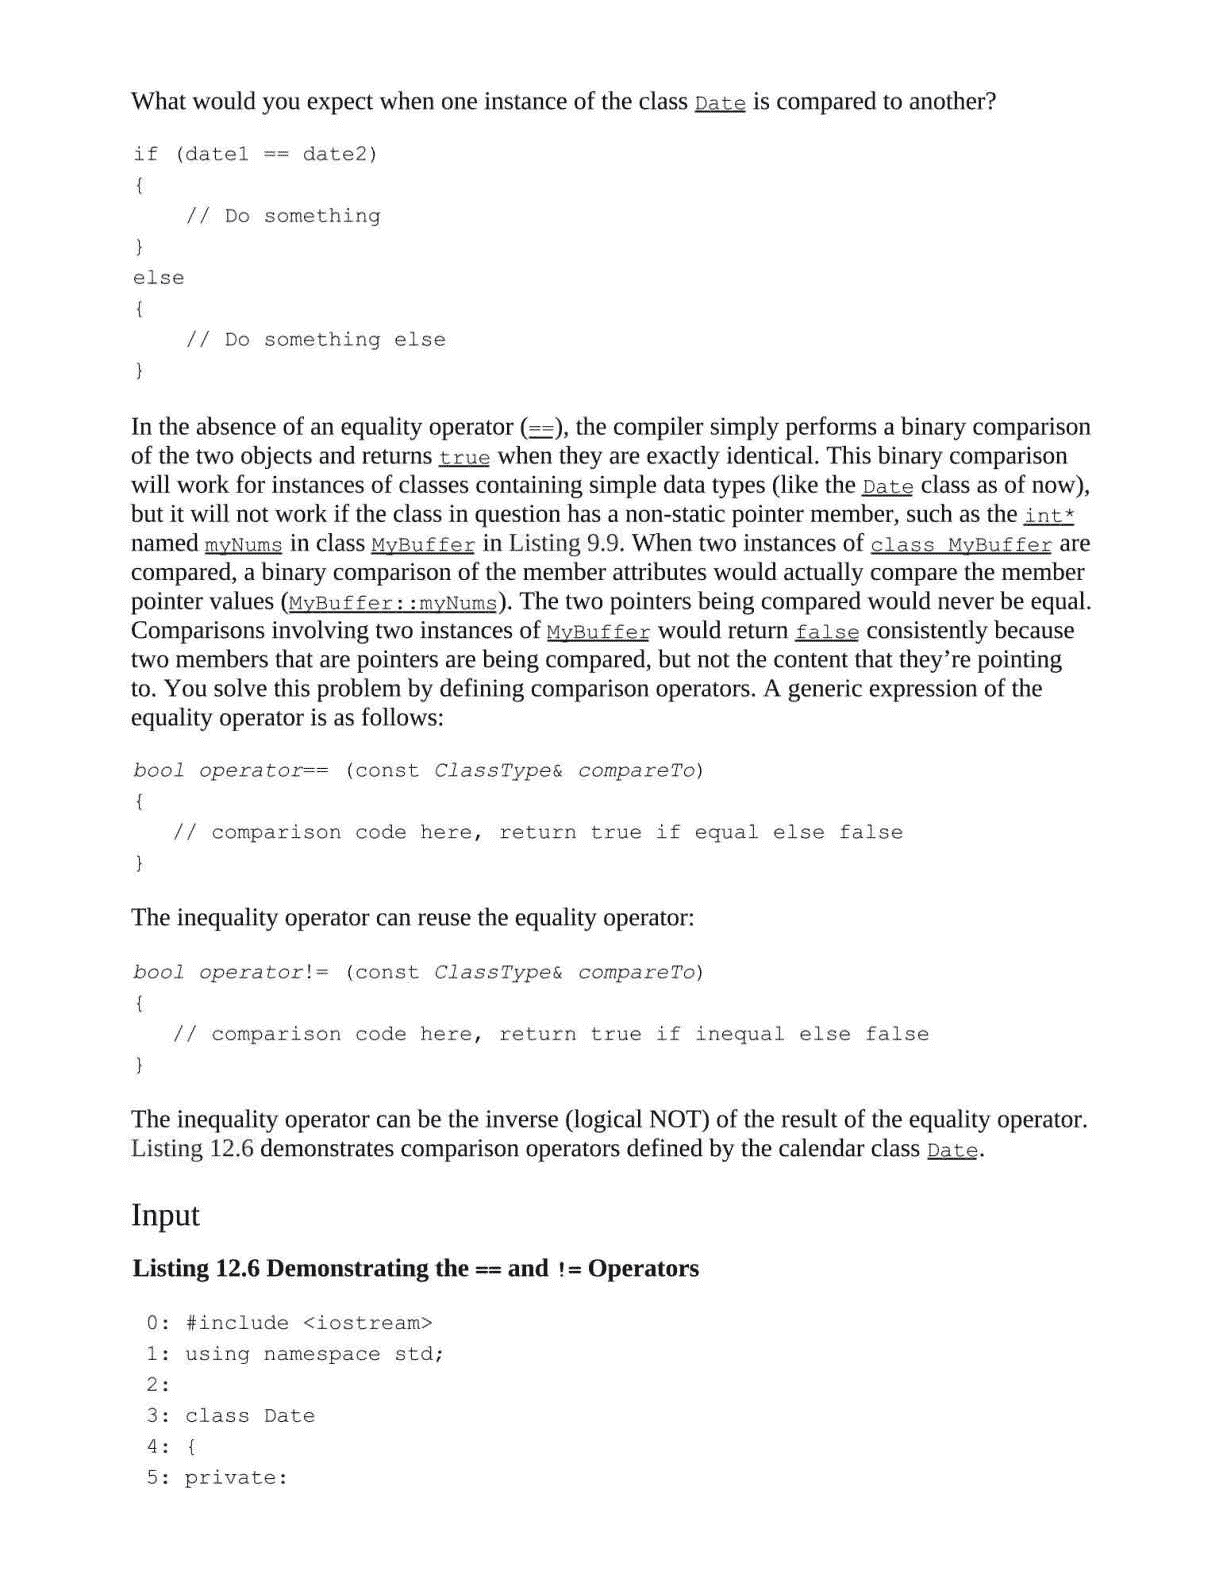 What would you expect when one instance of the class Date is compared to another?
if (date1 == date2)
{
    // Do something
}
else
{
    // Do something else
}
In the absence of an equality operator (==), the compiler simply performs a binary comparison
of the two objects and returns true when they are exactly identical. This binary comparison
will work for instances of classes containing simple data types (like the Date class as of now),
but it will not work if the class in question has a non-static pointer member, such as the int*
named myNums in class MyBuffer in Listing 9.9. When two instances of class MyBuffer are
compared, a binary comparison of the member attributes would actually compare the member
pointer values (MyBuffer::myNums). The two pointers being compared would never be equal.
Comparisons involving two instances of MyBuffer would return false consistently because
two members that are pointers are being compared, but not the content that they’re pointing
to. You solve this problem by defining comparison operators. A generic expression of the
equality operator is as follows:
bool operator== (const ClassType& compareTo)
{
   // comparison code here, return true if equal else false
}
The inequality operator can reuse the equality operator:
bool operator!= (const ClassType& compareTo)
{
   // comparison code here, return true if inequal else false
}
The inequality operator can be the inverse (logical NOT) of the result of the equality operator.
Listing 12.6 demonstrates comparison operators defined by the calendar class Date.
Input
Listing 12.6 Demonstrating the == and != Operators
0: #include <iostream>
1: using namespace std;
2:
3: class Date
4: {
5: private: